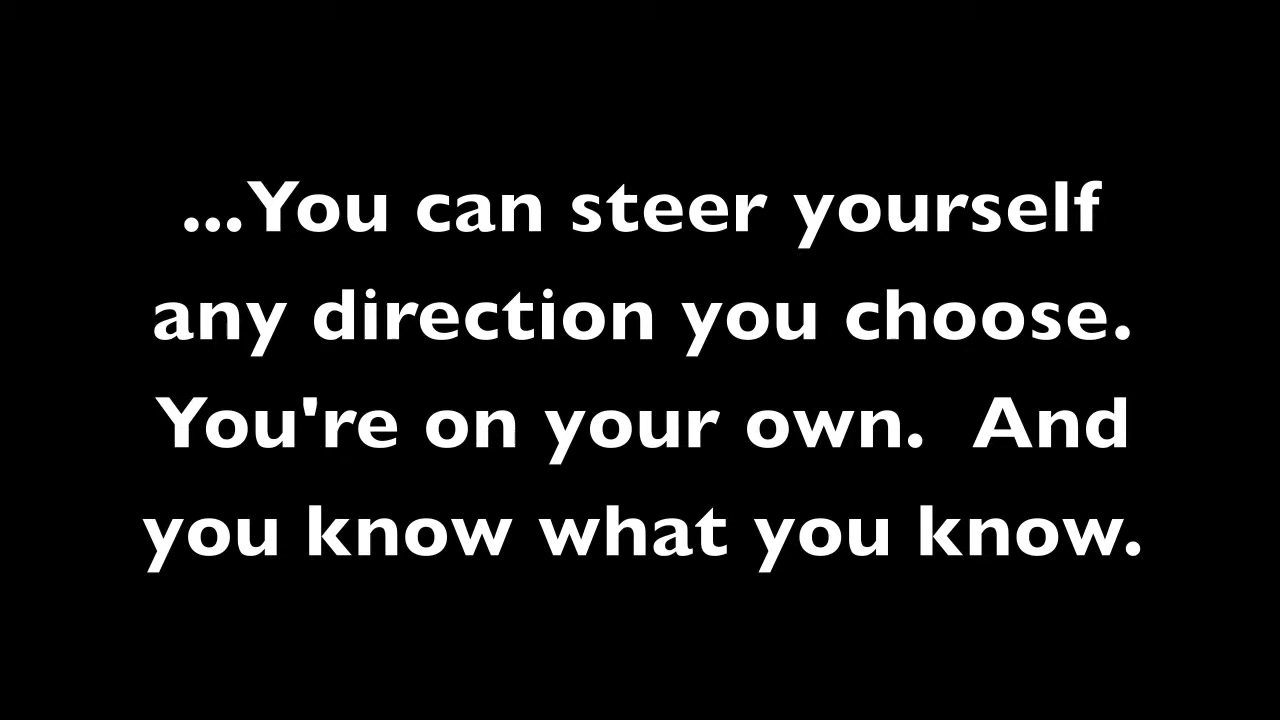 ...You can steer yourself
any direction you choose.
You're on your own.  And
you know what you know.